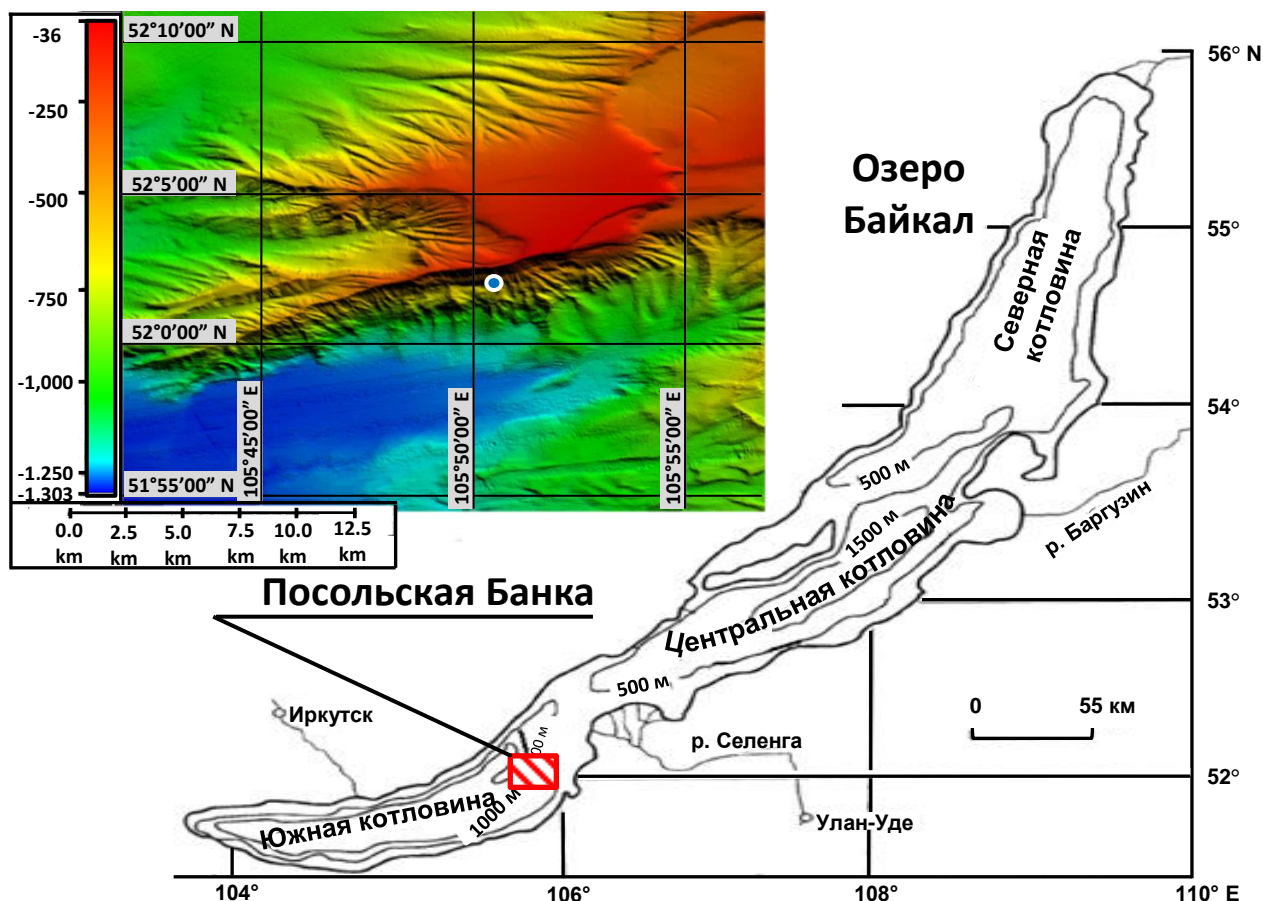 -36
-250
-500
-750
-1,000
-1.250
-1.303
52°10’00” N
52°5’00” N
52°0’00” N
51°55’00” N
105°45’00” E
105°50’00” E
105°55’00” E
0.0 2.5 5.0 7.5 10.0 12.5
km km km km km km
Посольская Банка
Озеро
Байкал
Северная
котловина
Центральная котловина
Южная котловина
500 м
1500 м
500 м
00 м
1000 м
р. Баргузин
р. Селенга
Иркутск
Улан-Уде
0 55 км
56° N
55°
54°
53°
52°
104° 106° 108° 110° E